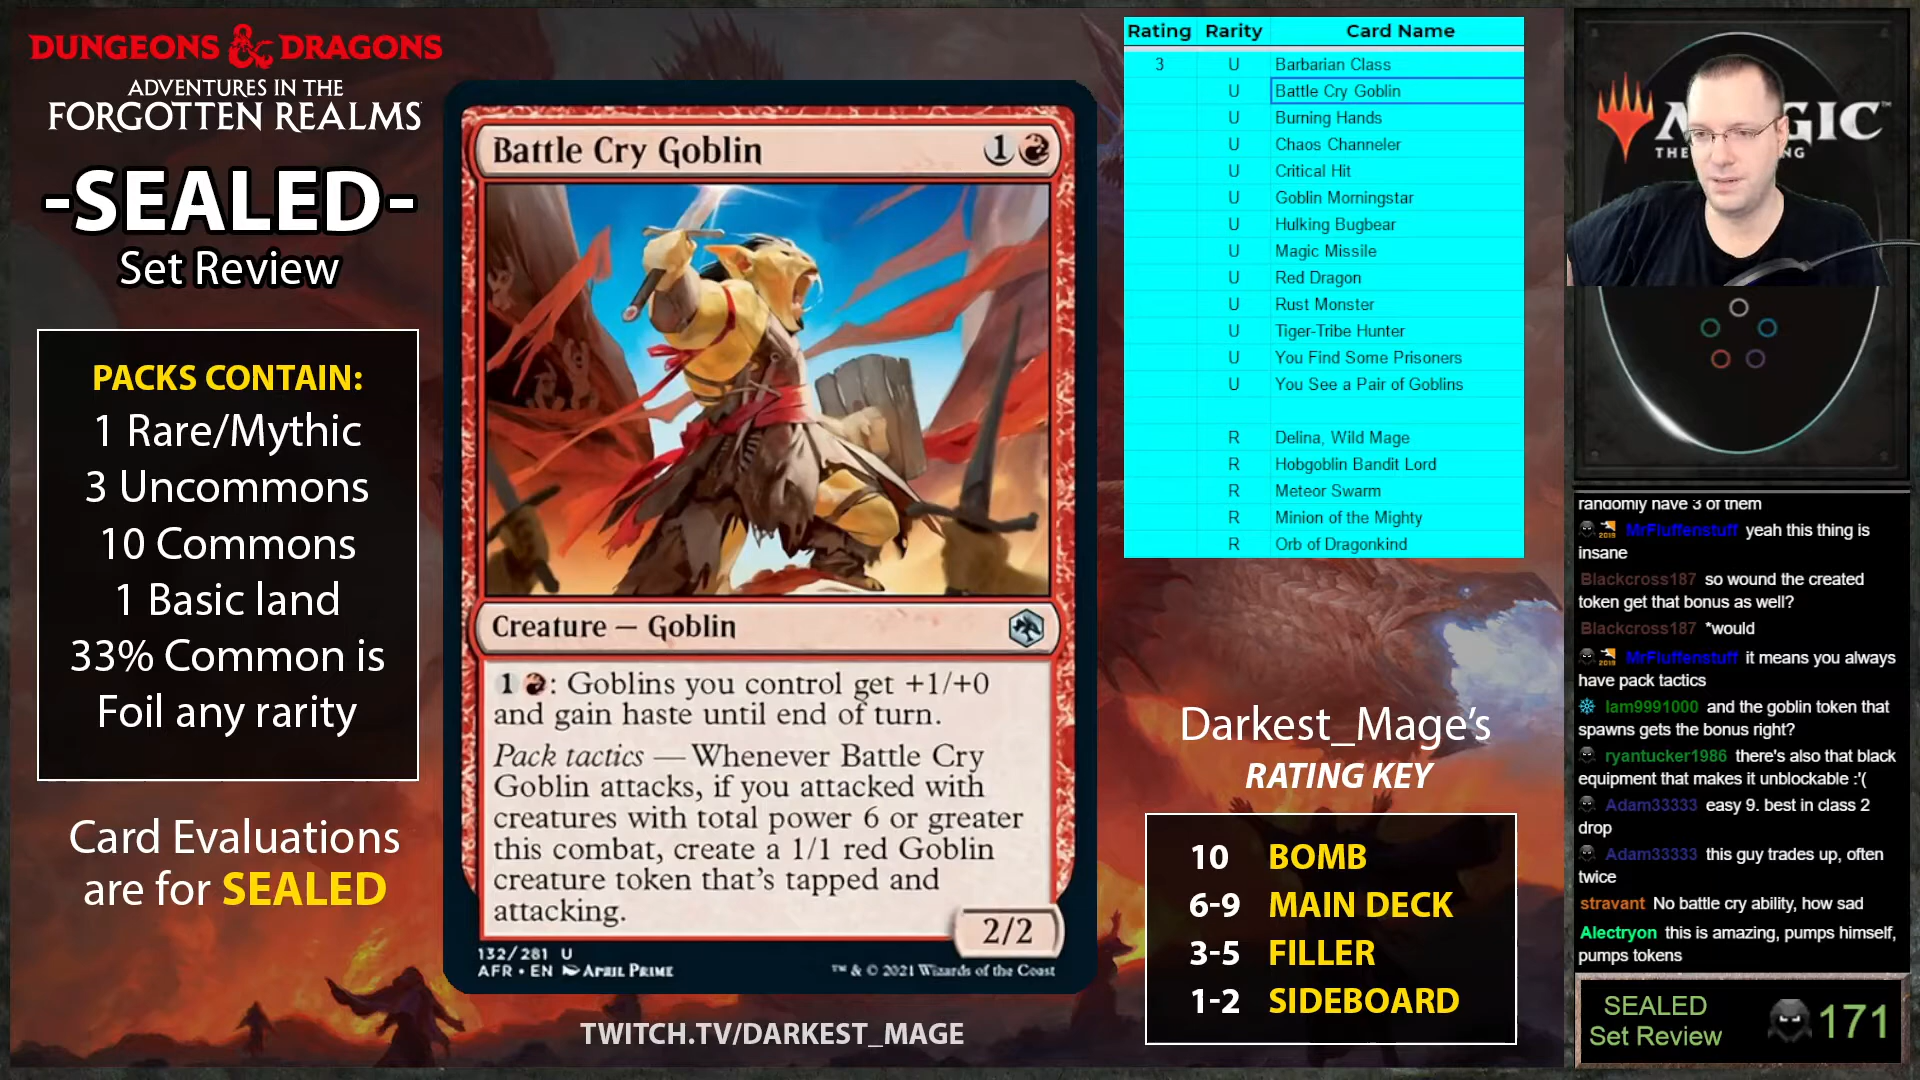 DUNGEONS & DRAGONS
ADVENTURES IN THE
FORGOTTEN REALMS
-SEALED-
Set Review
PACKS CONTAIN:
1 Rare/Mythic
3 Uncommons
10 Commons
1 Basic land
33% Common is
Foil any rarity
Card Evaluations
are for SEALED
Battle Cry Goblin 1
Creature — Goblin
1 : Goblins you control get +1/+0
and gain haste until end of turn.
Pack tactics — Whenever Battle Cry
Goblin attacks, if you attacked with
creatures with total power 6 or greater
this combat, create a 1/1 red Goblin
creature token that's tapped and
attacking.
2/2
132/281 U
AFR • EN April Prime
™ & © 2021 Wizards of the Coast
TWITCH.TV/DARKEST_MAGE
Rating Rarity Card Name
3 U Barbarian Class
U Battle Cry Goblin
U Burning Hands
U Chaos Channeler
U Critical Hit
U Goblin Morningstar
U Hulking Bugbear
U Magic Missile
U Red Dragon
U Rust Monster
U Tiger-Tribe Hunter
U You Find Some Prisoners
U You See a Pair of Goblins
R Delina, Wild Mage
R Hobgoblin Bandit Lord
R Meteor Swarm
R Minion of the Mighty
R Orb of Dragonkind
Darkest_Mage's
RATING KEY
10 BOMB
6-9 MAIN DECK
3-5 FILLER
1-2 SIDEBOARD
randomly have 3 of them
2019 MrFluffenstuff yeah this thing is
insane
Blackcross187 so wound the created
token get that bonus as well?
Blackcross187 *would
2019 MrFluffenstuff it means you always
have pack tactics
Iam9991000 and the goblin token that
spawns gets the bonus right?
ryantucker1986 there's also that black
equipment that makes it unblockable :'(
Adam33333 easy 9. best in class 2
drop
Adam33333 this guy trades up, often
twice
stravant No battle cry ability, how sad
Alectryon this is amazing, pumps himself,
pumps tokens
SEALED
Set Review
171